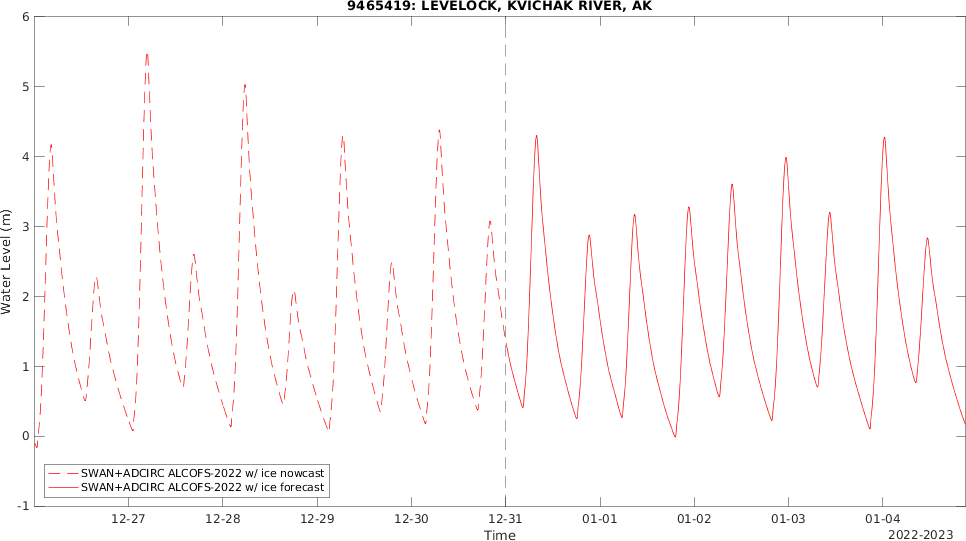 9465419: LEVELOCK, KVICHAK RIVER, AK
6
5
4
3
2
1
0
-1
Water Level (m)
SWAN+ADCIRC ALCOFS-2022 w/ ice nowcast
SWAN+ADCIRC ALCOFS-2022 w/ ice forecast
12-27 12-28 12-29 12-30 12-31 01-01 01-02 01-03 01-04
Time
2022-2023